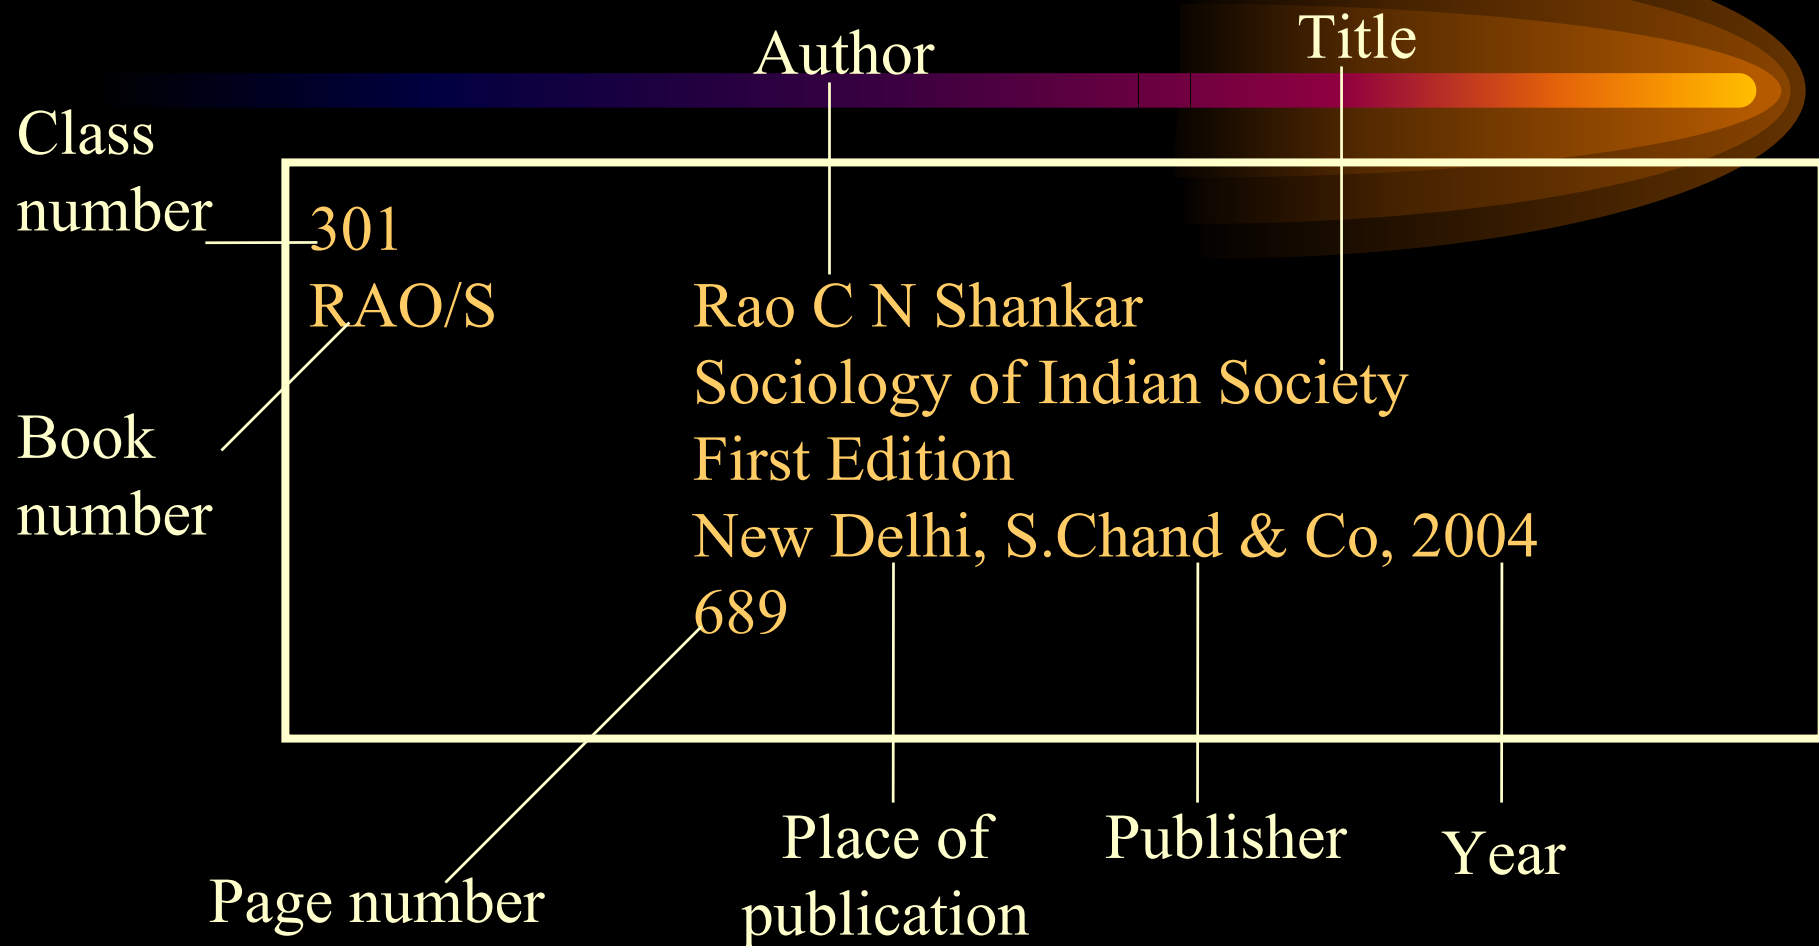 Author
Title
Class
number
301
RAO/S
Rao C N Shankar
Sociology of Indian Society
Book
number
First Edition
New Delhi, S.Chand & Co, 2004
689
Place of
publication
Publisher
Year
Page number